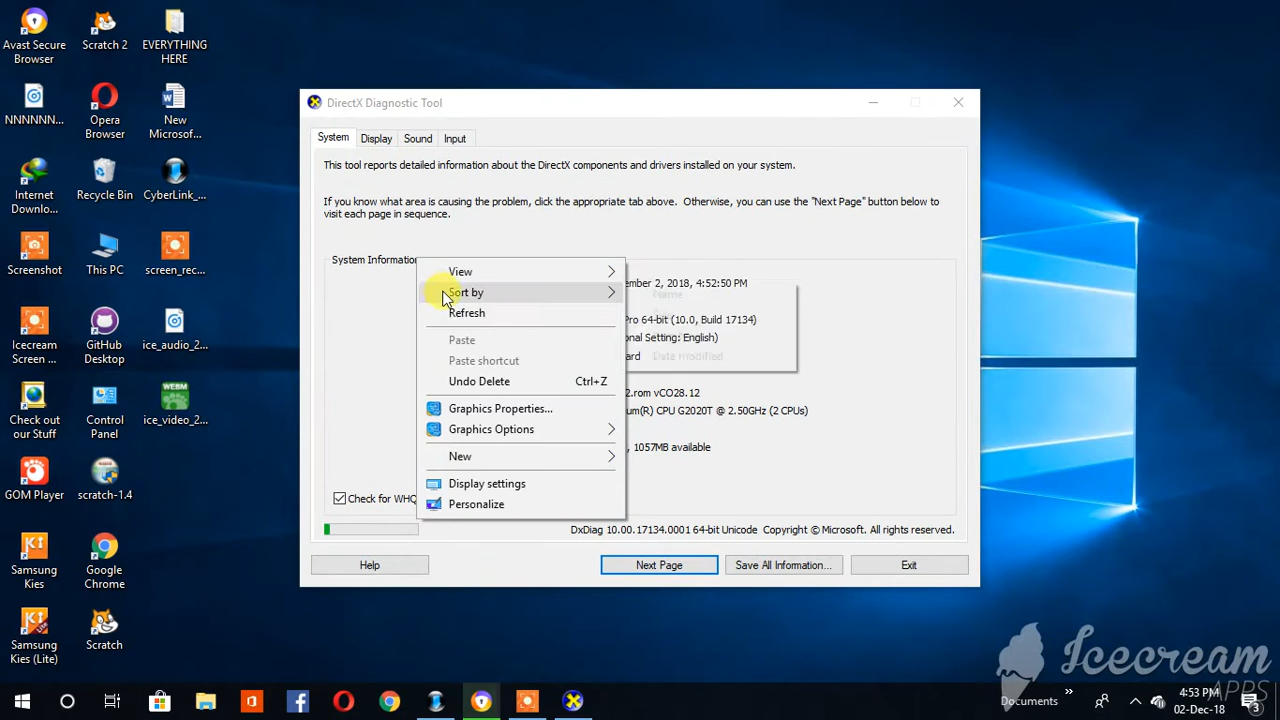 Avast Secure
Browser
Scratch 2
EVERYTHING
HERE
NNNNNN...
Opera
Browser
New
Microsof...
Internet
Downlo...
Recycle Bin
CyberLink_...
Screenshot
This PC
screen_rec...
Icecream
Screen ...
GitHub
Desktop
ice_audio_2...
Check out
our Stuff
Control
Panel
WEBM
ice_video_2...
GOM Player
scratch-1.4
Samsung
Kies
Google
Chrome
Samsung
Kies (Lite)
Scratch
DirectX Diagnostic Tool
System
Display
Sound
Input
This tool reports detailed information about the DirectX components and drivers installed on your system.
If you know what area is causing the problem, click the appropriate tab above.  Otherwise, you can use the "Next Page" button below to
visit each page in sequence.
System Information
ember 2, 2018, 4:52:50 PM
Pro 64-bit (10.0, Build 17134)
onal Setting: English)
ard
2.rom vCO28.12
um(R) CPU G2020T @ 2.50GHz (2 CPUs)
, 1057MB available
View
Sort by
Refresh
Paste
Paste shortcut
Undo Delete Ctrl+Z
Graphics Properties...
Graphics Options
New
Display settings
Personalize
Name
Date modified
Check for WHQ
DxDiag 10.00.17134.0001 64-bit Unicode  Copyright © Microsoft. All rights reserved.
Help
Next Page
Save All Information...
Exit
Icecream
APPS
Documents
4:53 PM
02-Dec-18
3